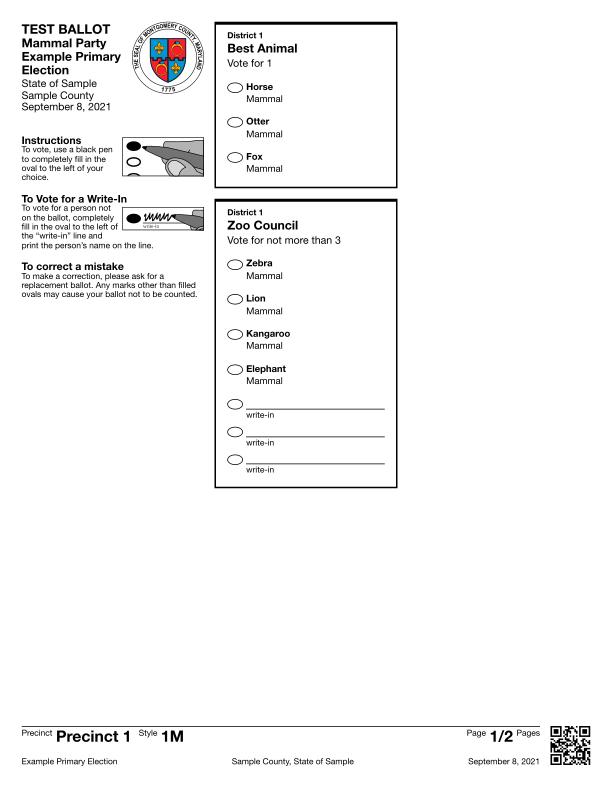 TEST BALLOT
Mammal Party
Example Primary
Election
State of Sample
Sample County
September 8, 2021
THE SEAL OF MONTGOMERY COUNTY, MARYLAND
1776
Instructions
To vote, use a black pen
to completely fill in the
oval to the left of your
choice.
To Vote for a Write-In
To vote for a person not
on the ballot, completely
fill in the oval to the left of
the “write-in” line and
print the person’s name on the line.
write-in
To correct a mistake
To make a correction, please ask for a
replacement ballot. Any marks other than filled
ovals may cause your ballot not to be counted.
District 1
Best Animal
Vote for 1
Horse
Mammal
Otter
Mammal
Fox
Mammal
District 1
Zoo Council
Vote for not more than 3
Zebra
Mammal
Lion
Mammal
Kangaroo
Mammal
Elephant
Mammal
write-in
write-in
write-in
Precinct Precinct 1 Style 1M Page 1/2 Pages
Example Primary Election Sample County, State of Sample September 8, 2021